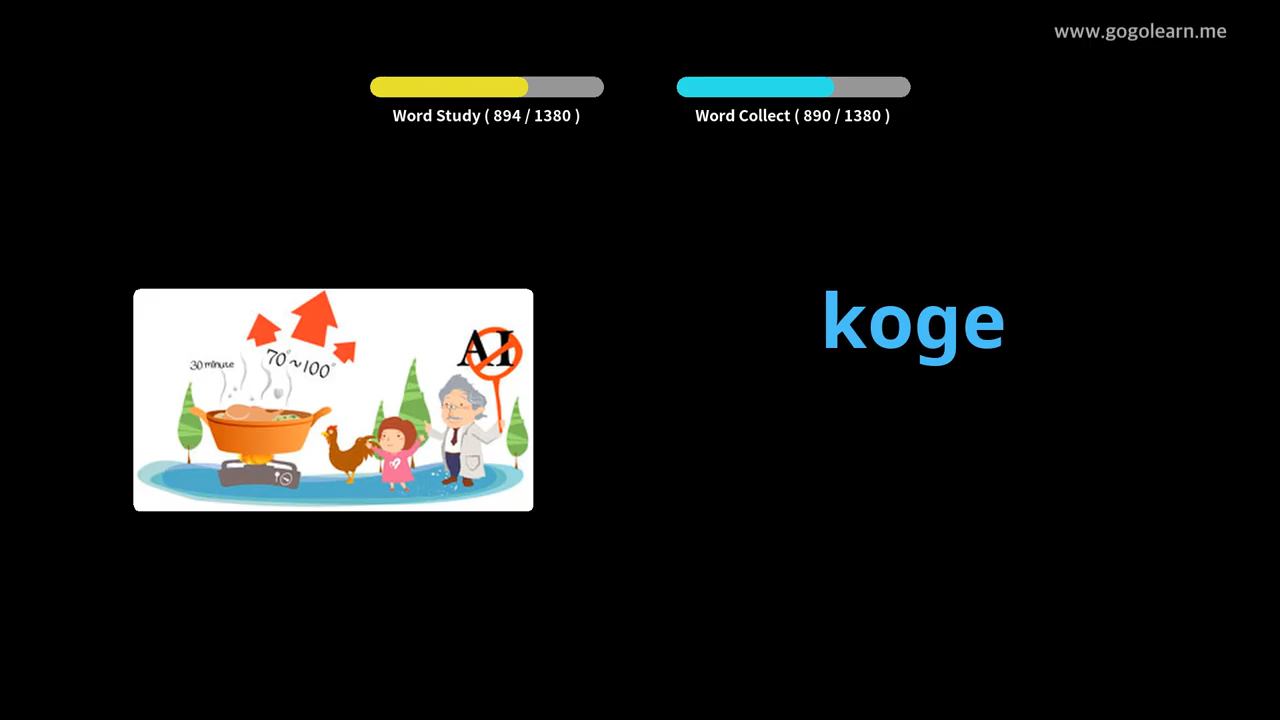 www.gogolearn.me
Word Study ( 894 / 1380 )
Word Collect ( 890 / 1380 )
30 minute
70°~100°
AI
koge